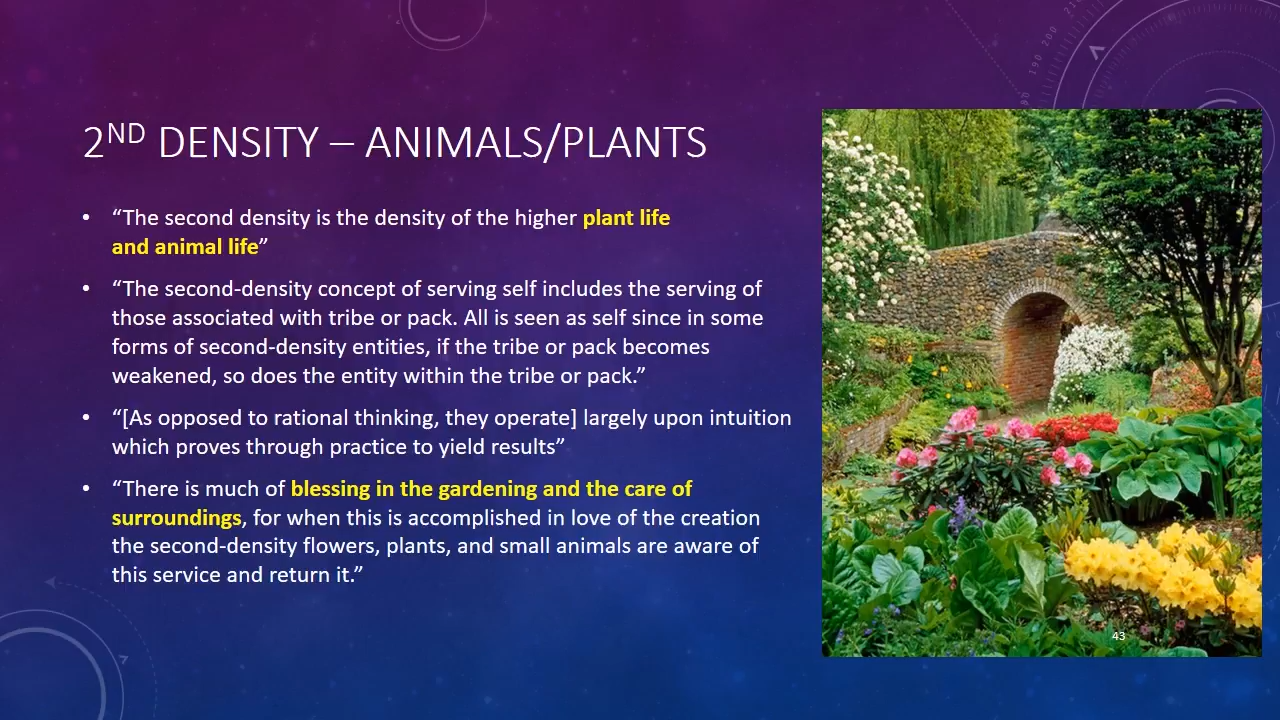 2ND DENSITY – ANIMALS/PLANTS
• “The second density is the density of the higher plant life
and animal life”
• “The second-density concept of serving self includes the serving of
those associated with tribe or pack. All is seen as self since in some
forms of second-density entities, if the tribe or pack becomes
weakened, so does the entity within the tribe or pack.”
• “[As opposed to rational thinking, they operate] largely upon intuition
which proves through practice to yield results”
• “There is much of blessing in the gardening and the care of
surroundings, for when this is accomplished in love of the creation
the second-density flowers, plants, and small animals are aware of
this service and return it.”
43
190 200